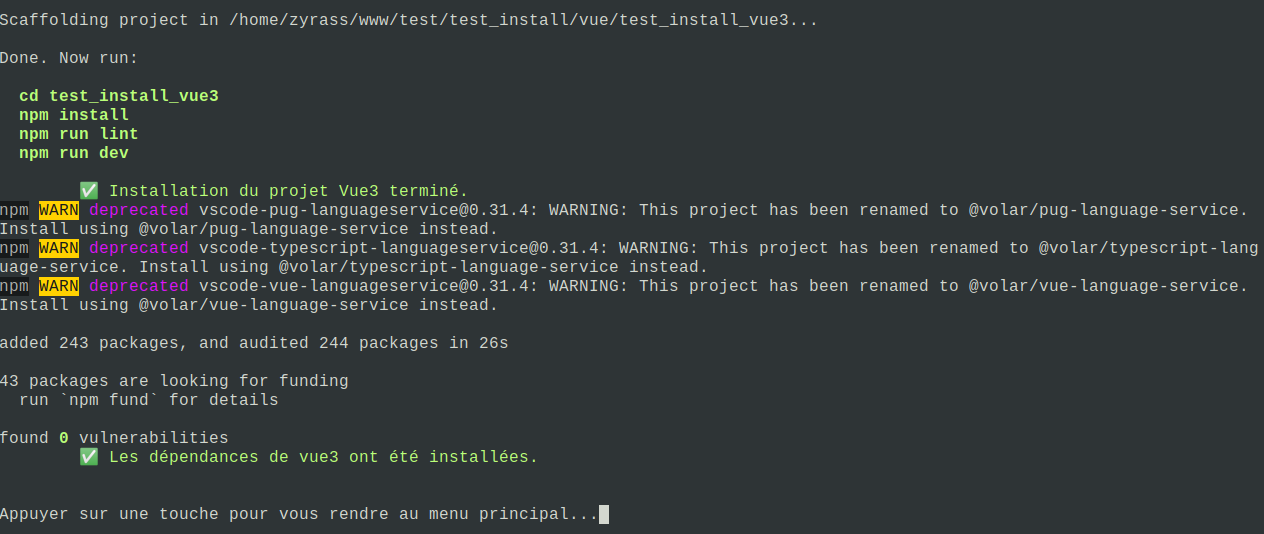 Scaffolding project in /home/zyrass/www/test/test_install/vue/test_install_vue3...
Done. Now run:
cd test_install_vue3
npm install
npm run lint
npm run dev
✅ Installation du projet Vue3 terminé.
npm WARN deprecated vscode-pug-languageservice@0.31.4: WARNING: This project has been renamed to @volar/pug-language-service.
Install using @volar/pug-language-service instead.
npm WARN deprecated vscode-typescript-languageservice@0.31.4: WARNING: This project has been renamed to @volar/typescript-lang
uage-service. Install using @volar/typescript-language-service instead.
npm WARN deprecated vscode-vue-languageservice@0.31.4: WARNING: This project has been renamed to @volar/vue-language-service.
Install using @volar/vue-language-service instead.
added 243 packages, and audited 244 packages in 26s
43 packages are looking for funding
run `npm fund` for details
found 0 vulnerabilities
✅ Les dépendances de vue3 ont été installées.
Appuyer sur une touche pour vous rendre au menu principal...